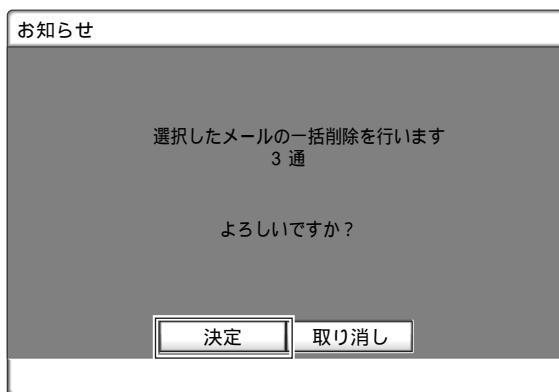 お知らせ
選択したメールの一括削除を行います
3 通
よろしいですか？
決定
取り消し